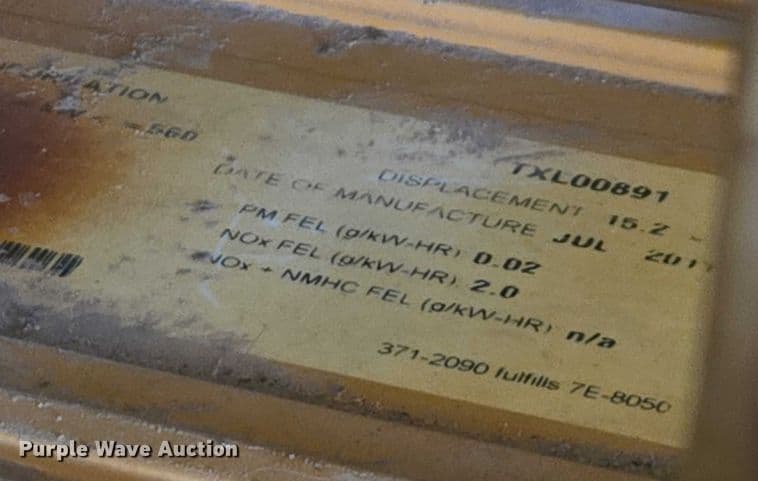 TXL00891
≤ 560
DISPLACEMENT 15.2
DATE OF MANUFACTURE JUL 2011
PM FEL (g/kW-HR) 0.02
NOx FEL (g/kW-HR) 2.0
NOx + NMHC FEL (g/kW-HR) n/a
371-2090 fulfills 7E-8050
Purple Wave Auction